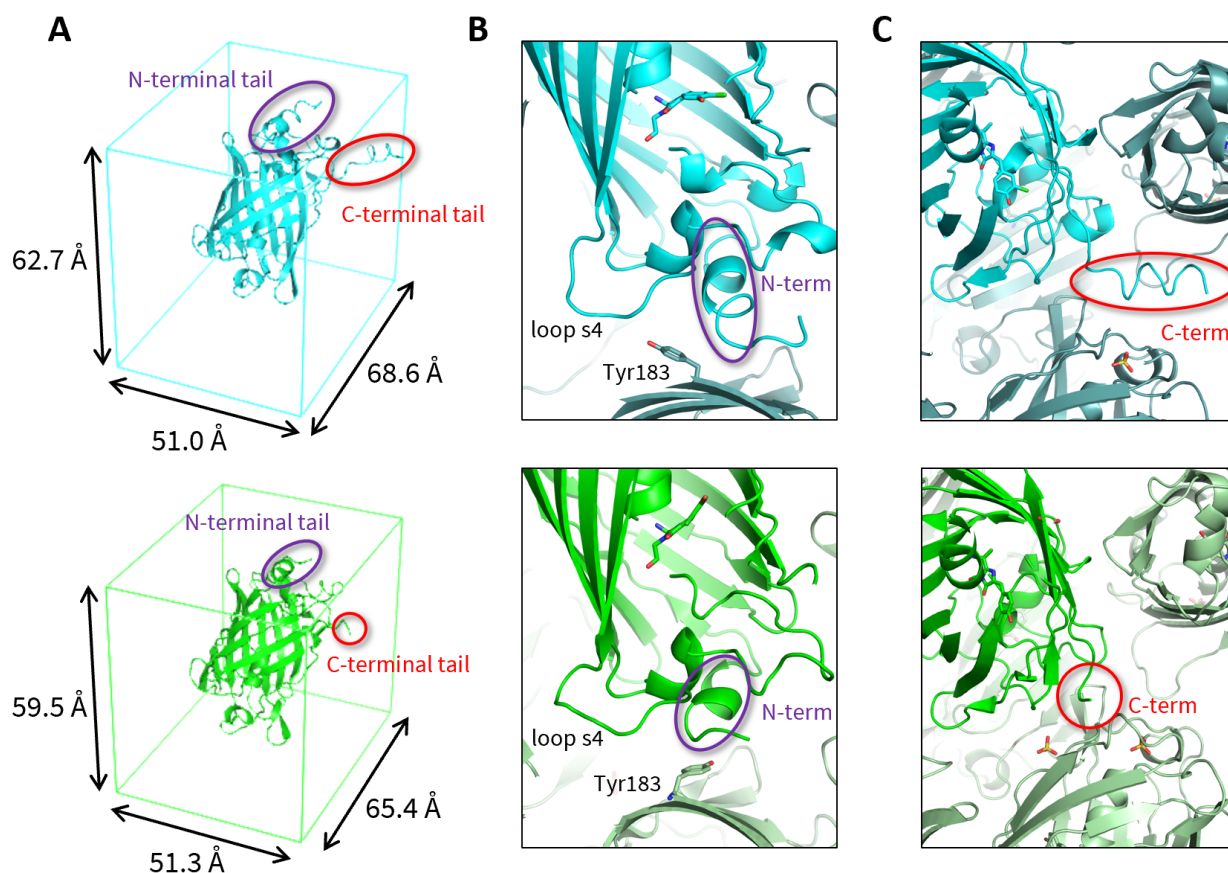 A
N-terminal tail
C-terminal tail
62.7 Å
68.6 Å
51.0 Å
N-terminal tail
C-terminal tail
59.5 Å
65.4 Å
51.3 Å
B
N-term
loop s4
Tyr183
N-term
loop s4
Tyr183
C
C-term
C-term